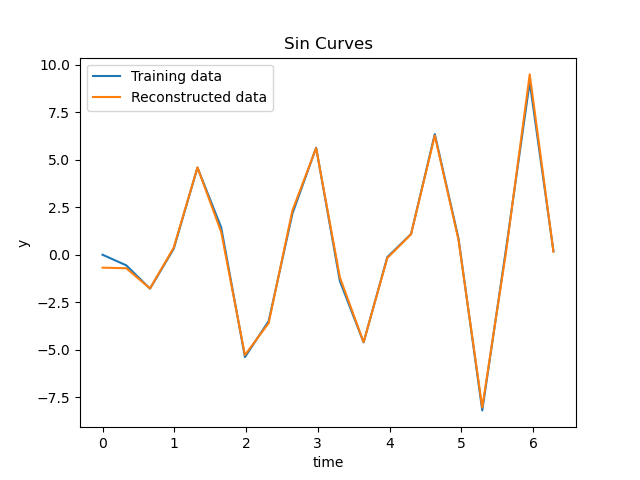 Sin Curves
Training data
Reconstructed data
10.0
7.5
5.0
2.5
0.0
−2.5
−5.0
−7.5
y
0 1 2 3 4 5 6
time